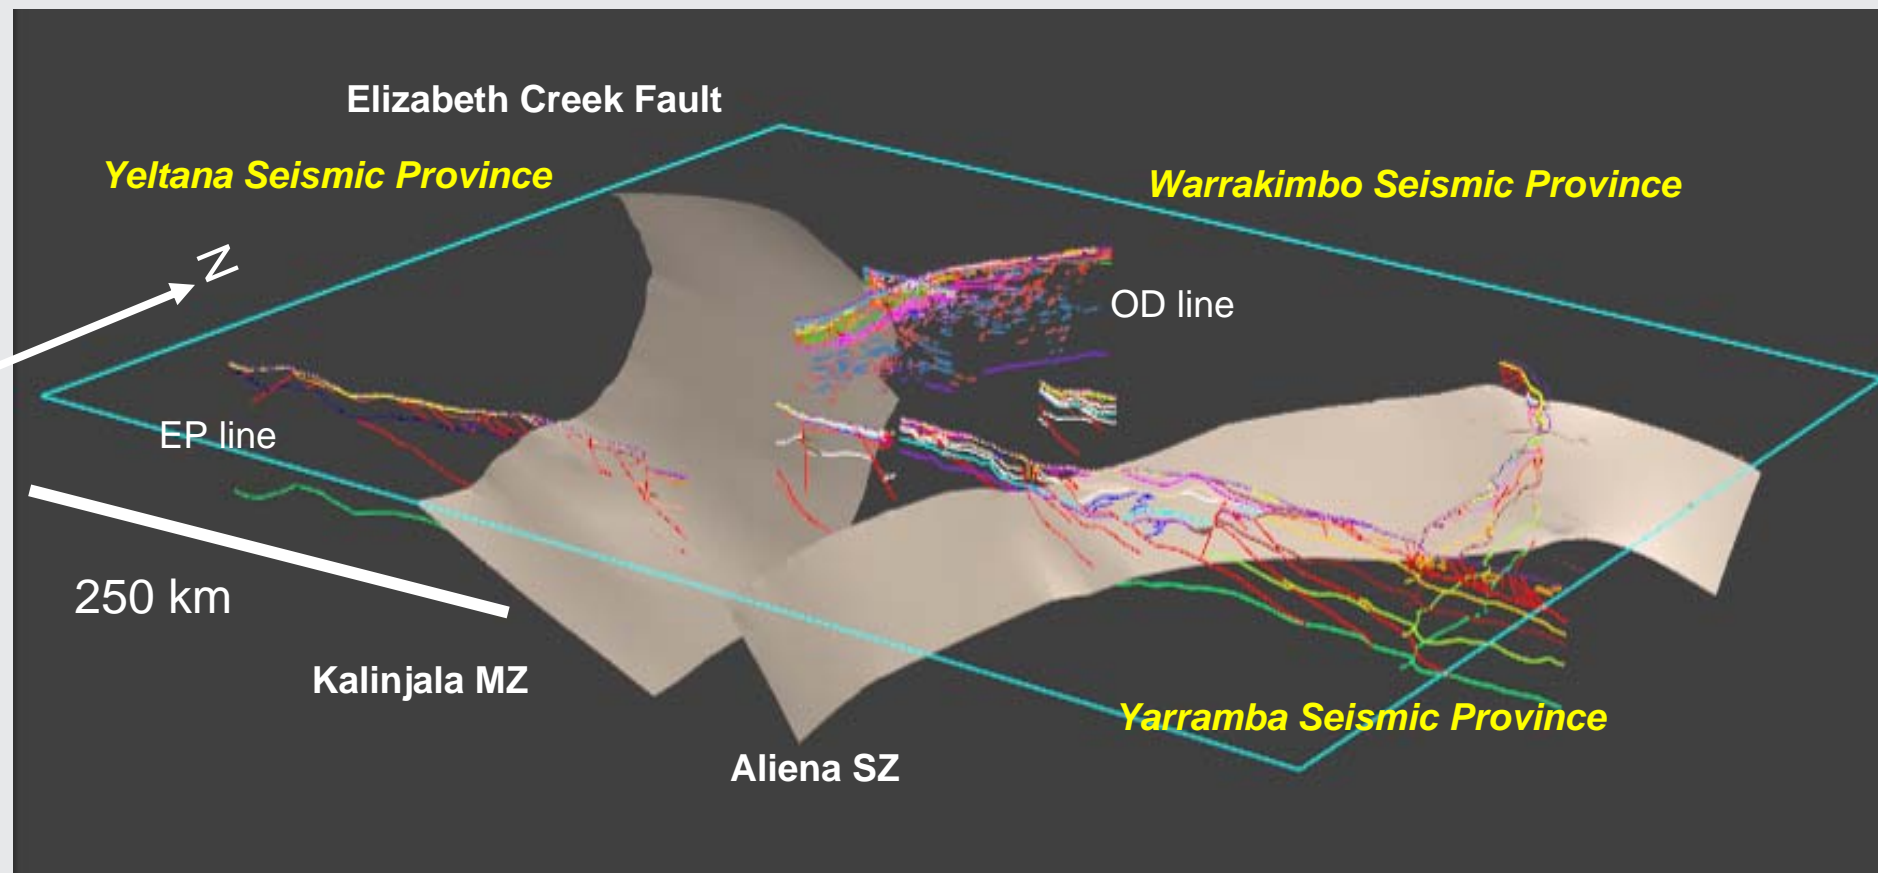 Elizabeth Creek Fault
Yeltana Seismic Province
Warrakimbo Seismic Province
N
OD line
EP line
250 km
Kalinjala MZ
Yarramba Seismic Province
Aliena SZ